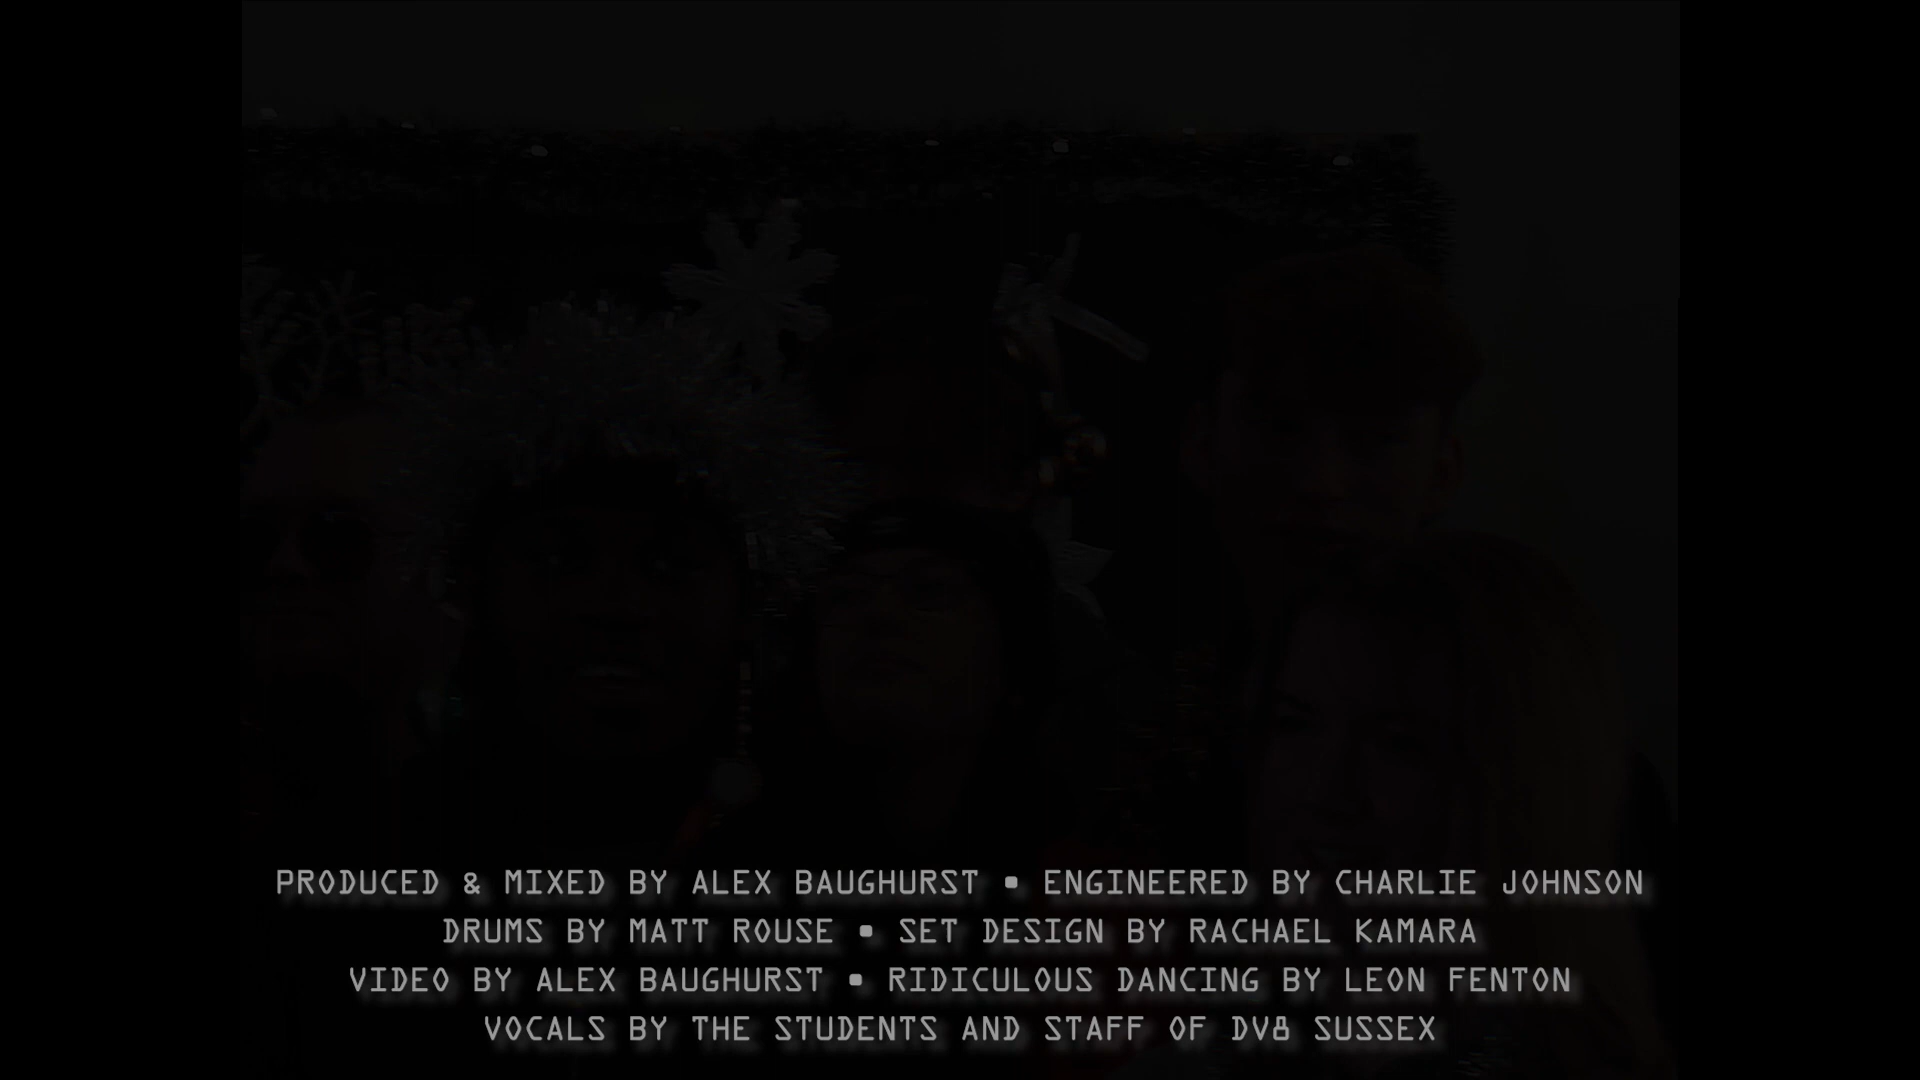 PRODUCED & MIXED BY ALEX BAUGHURST • ENGINEERED BY CHARLIE JOHNSON
DRUMS BY MATT ROUSE • SET DESIGN BY RACHAEL KAMARA
VIDEO BY ALEX BAUGHURST • RIDICULOUS DANCING BY LEON FENTON
VOCALS BY THE STUDENTS AND STAFF OF DV8 SUSSEX